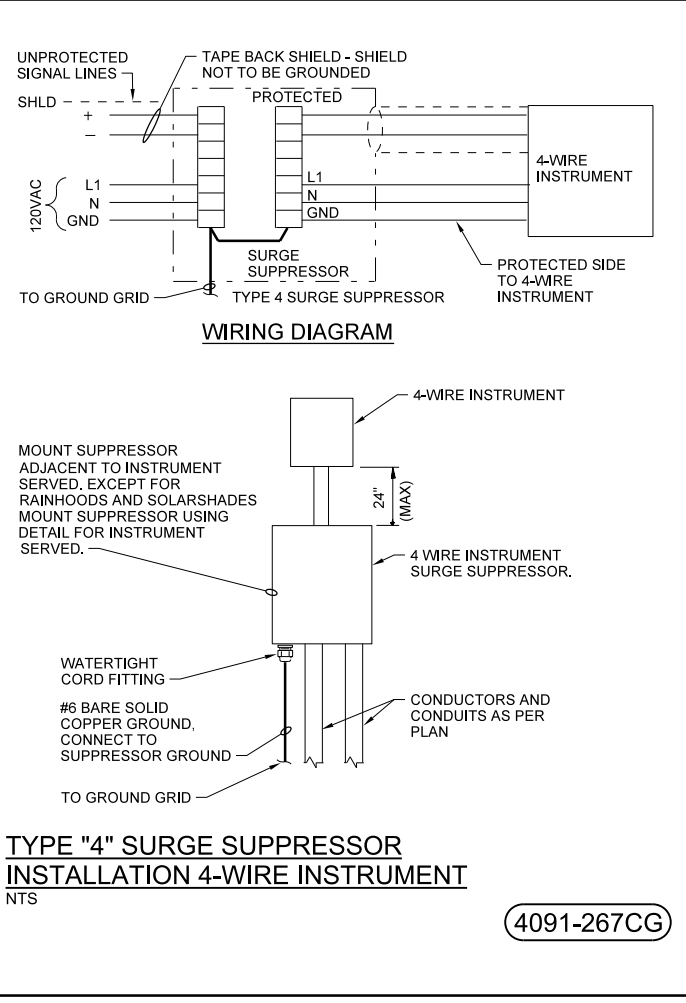 UNPROTECTED
SIGNAL LINES
TAPE BACK SHIELD - SHIELD
NOT TO BE GROUNDED
SHLD
PROTECTED
+
–
4-WIRE
INSTRUMENT
120VAC
L1
N
GND
L1
N
GND
SURGE
SUPPRESSOR
PROTECTED SIDE
TO 4-WIRE
INSTRUMENT
TO GROUND GRID
TYPE 4 SURGE SUPPRESSOR
WIRING DIAGRAM
4-WIRE INSTRUMENT
MOUNT SUPPRESSOR
ADJACENT TO INSTRUMENT
SERVED. EXCEPT FOR
RAINHOODS AND SOLARSHADES
MOUNT SUPPRESSOR USING
DETAIL FOR INSTRUMENT
SERVED.
24"
(MAX)
4 WIRE INSTRUMENT
SURGE SUPPRESSOR.
WATERTIGHT
CORD FITTING
#6 BARE SOLID
COPPER GROUND,
CONNECT TO
SUPPRESSOR GROUND
CONDUCTORS AND
CONDUITS AS PER
PLAN
TO GROUND GRID
TYPE "4" SURGE SUPPRESSOR
INSTALLATION 4-WIRE INSTRUMENT
NTS
4091-267CG